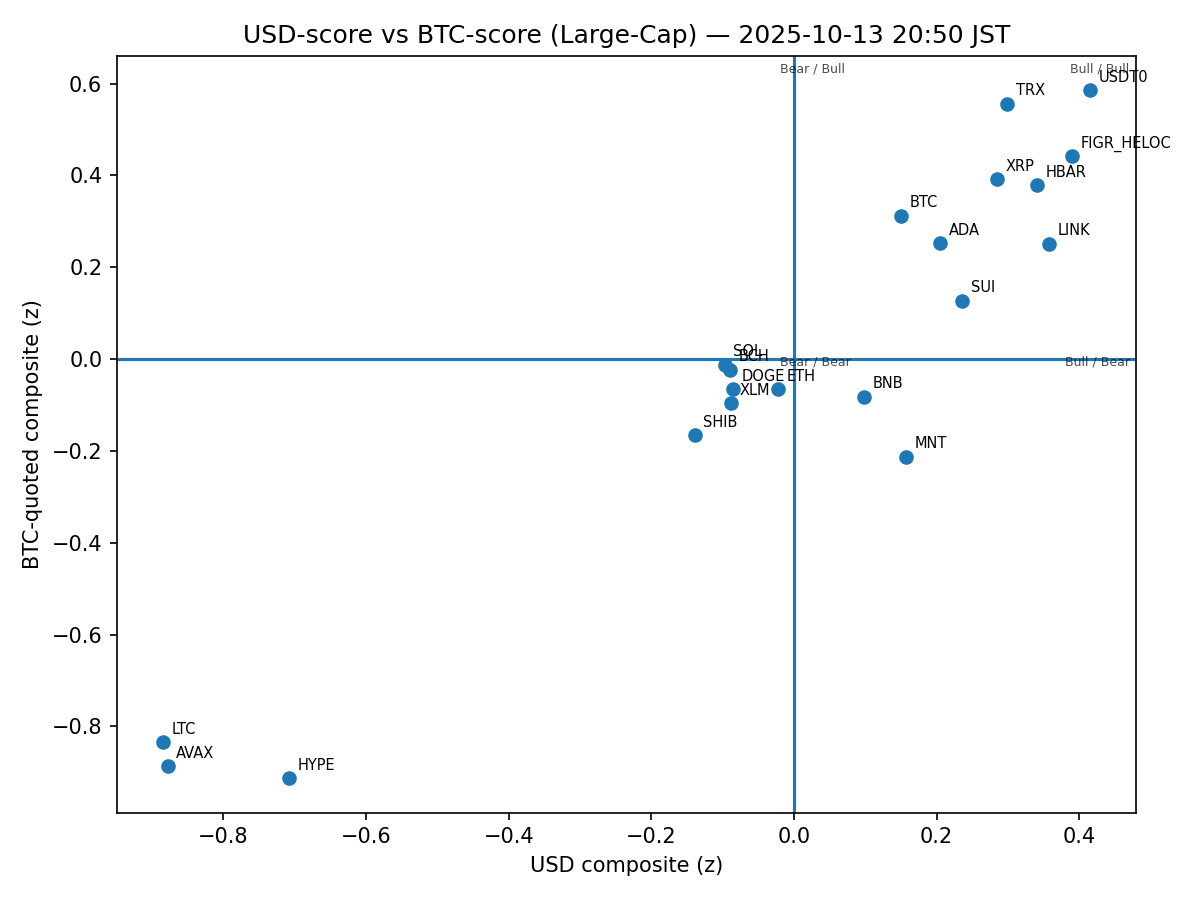 USD-score vs BTC-score (Large-Cap) — 2025-10-13 20:50 JST
Bear / Bull
Bull / Bull
USDT0
TRX
FIGR_HELOC
XRP
HBAR
BTC
ADA
LINK
SUI
SOL
BCH
Bear / Bear
Bull / Bear
DOGE
ETH
BNB
XLM
SHIB
MNT
LTC
AVAX
HYPE
0.6
0.4
0.2
0.0
−0.2
−0.4
−0.6
−0.8
BTC-quoted composite (z)
−0.8
−0.6
−0.4
−0.2
0.0
0.2
0.4
USD composite (z)